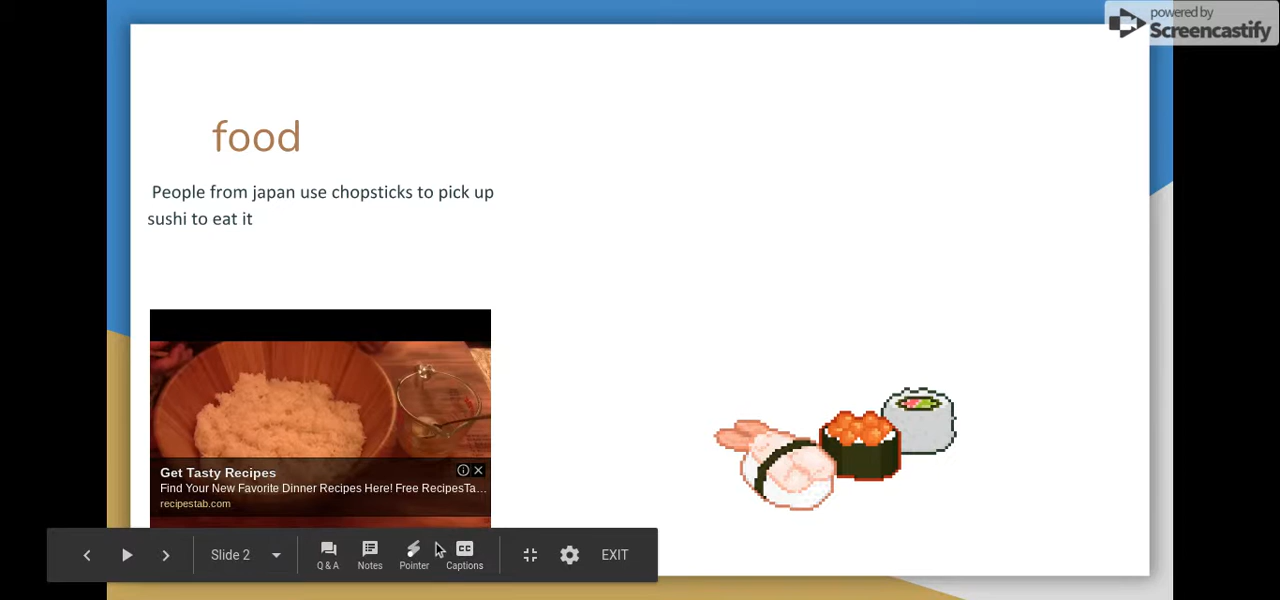 powered by
Screencastify
food
People from japan use chopsticks to pick up
sushi to eat it
Get Tasty Recipes
Find Your New Favorite Dinner Recipes Here! Free RecipesTa...
recipestab.com
Slide 2
Q & A
Notes
Pointer
CC
Captions
EXIT